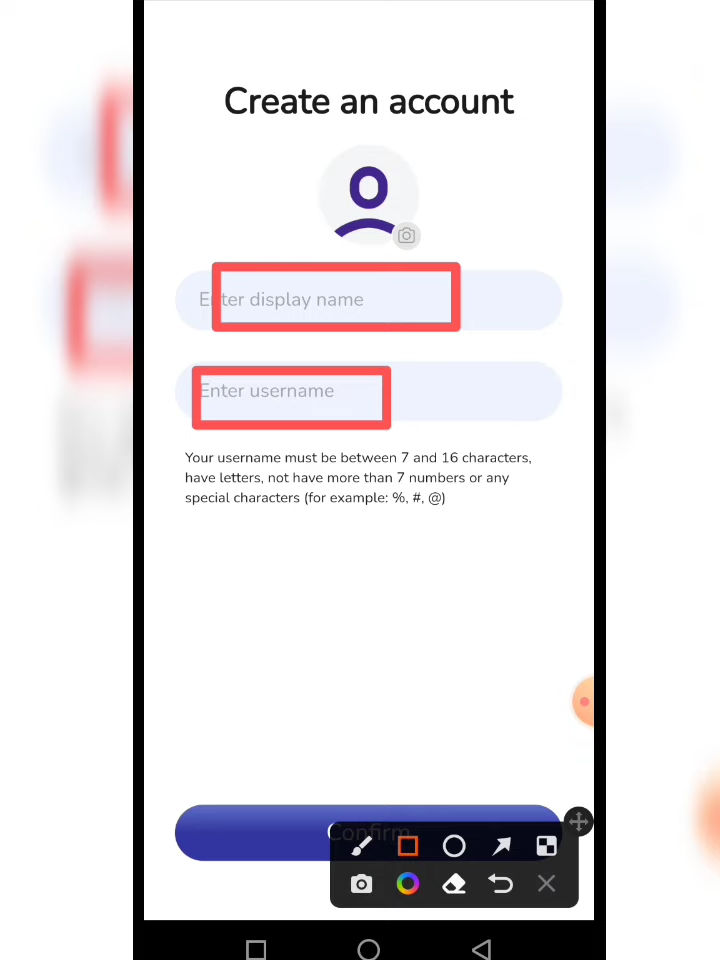 Create an account
Enter display name
Enter username
Your username must be between 7 and 16 characters,
have letters, not have more than 7 numbers or any
special characters (for example: %, #, @)
Confirm